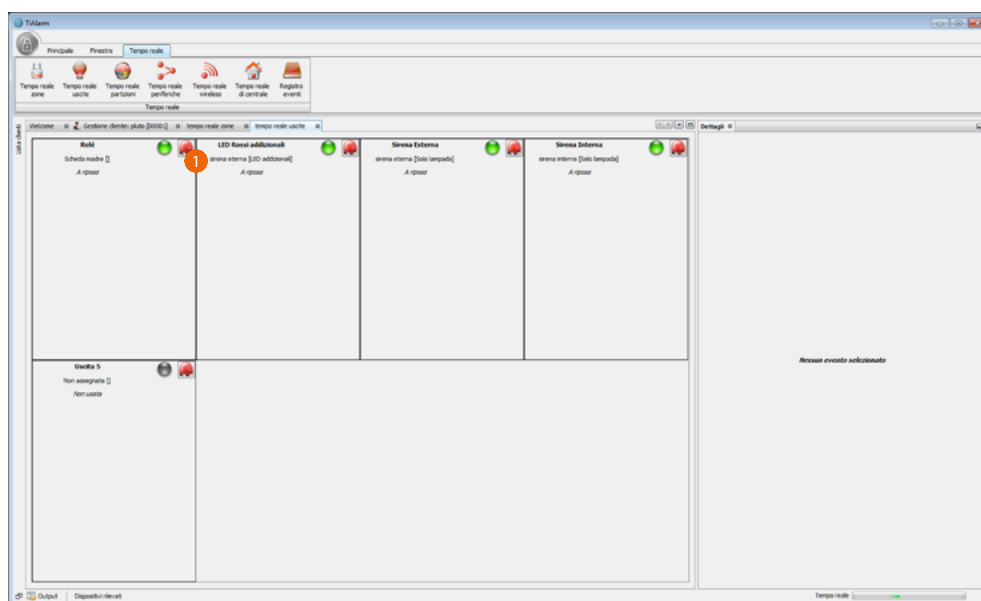 TiAlarm
Principale Finestre Tempo reale
Tempo reale zone
Tempo reale uscite
Tempo reale partizioni
Tempo reale periferiche
Tempo reale wireless
Tempo reale di centrale
Registro eventi
Tempo reale
Lista clienti
Welcome
Gestione cliente: pluto [0000:]
tempo reale zone
tempo reale uscite
Dettagli
Relé
Scheda madre []
A riposo
1
LED Rossi addizionali
sirena eterna [LED addizionali]
A riposo
Sirena Esterna
sirena eterna [Solo lampada]
A riposo
Sirena Interna
sirena interna [Solo lampada]
A riposo
Uscita 5
Non assegnata []
Non usata
Nessun evento selezionato
Output
Dispositivi rilevati
Tempo reale